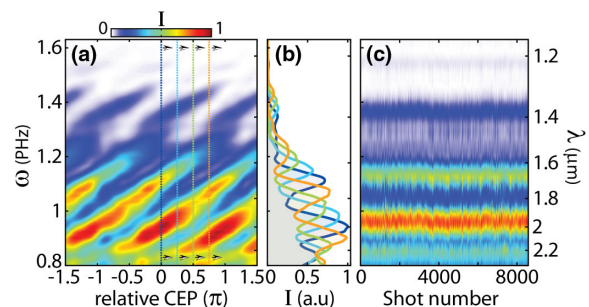 I
0 1
(a) (b) (c)
1.6
1.4
1.2
1
0.8
ω (PHz)
-1.5 -1 -0.5 0 0.5 1 1.5
relative CEP (π)
0 0.5 1
I (a.u)
0 4000 8000
Shot number
1.2
1.4
1.6
1.8
2
2.2
λ (μm)